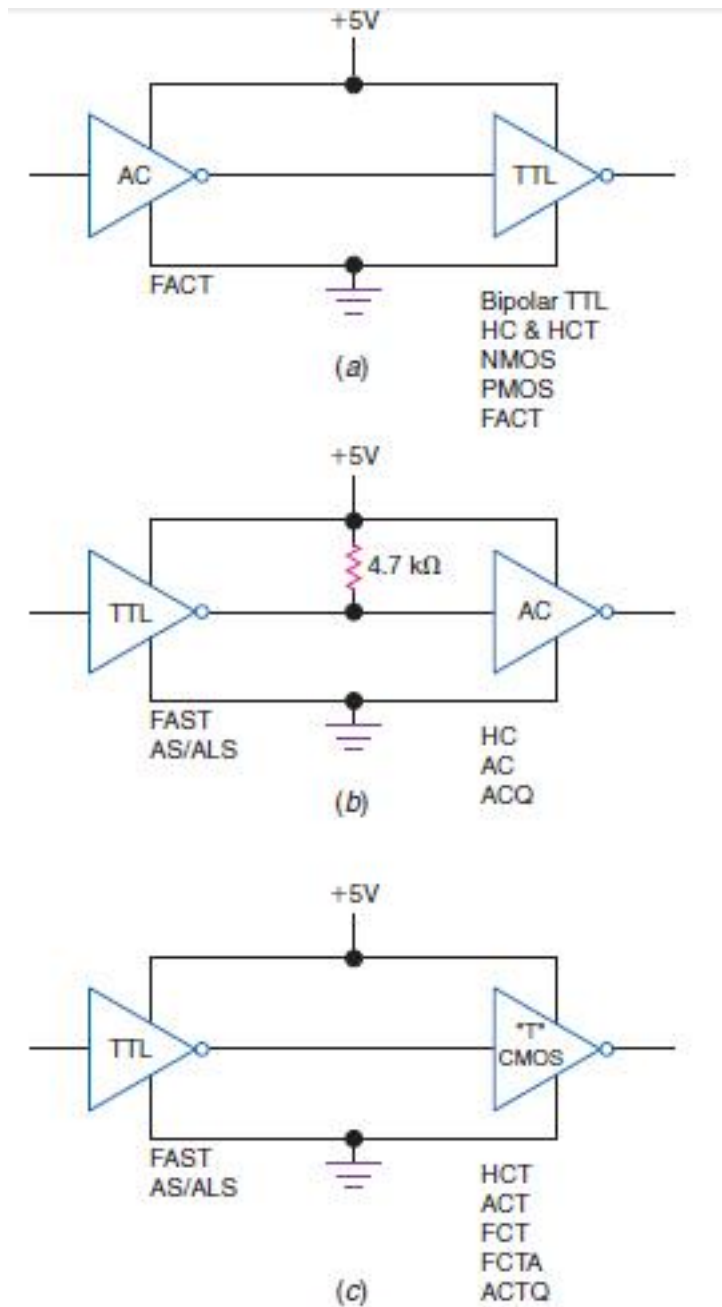 +5V
AC
TTL
FACT
Bipolar TTL
HC & HCT
NMOS
PMOS
FACT
(a)
+5V
4.7 kΩ
TTL
AC
FAST
AS/ALS
HC
AC
ACQ
(b)
+5V
TTL
"T"
CMOS
FAST
AS/ALS
HCT
ACT
FCT
FCTA
ACTQ
(c)